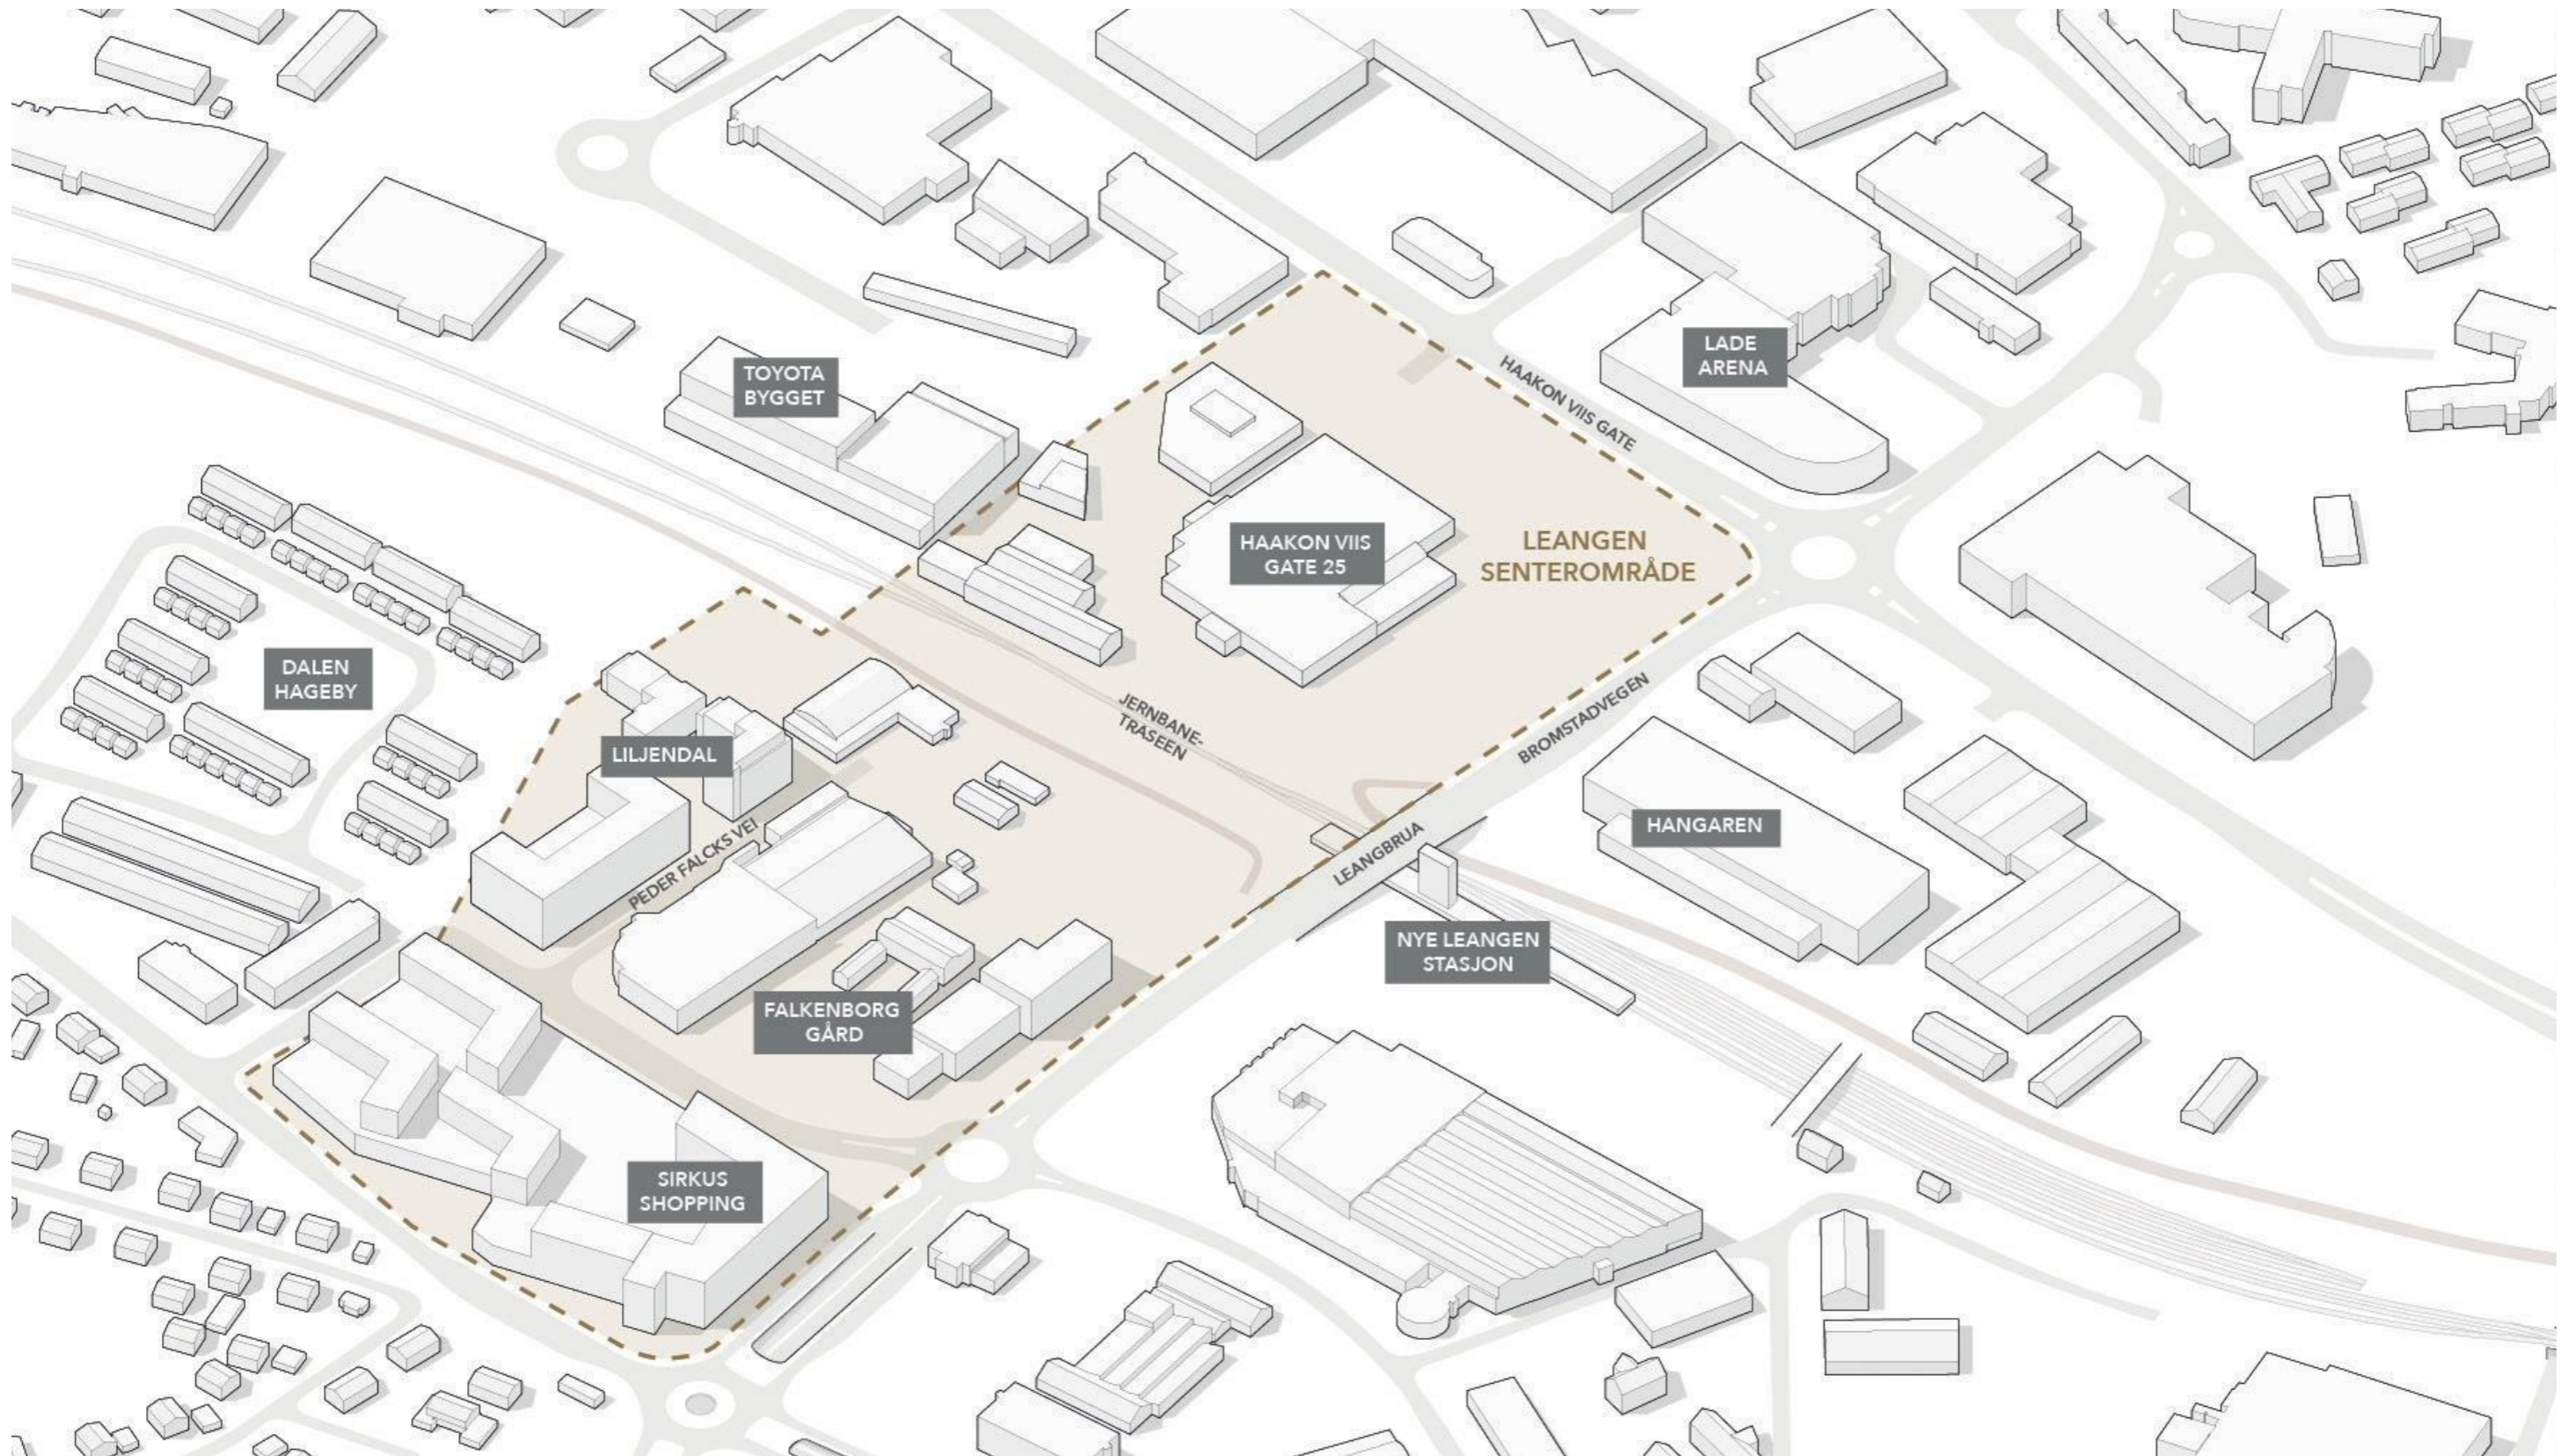 LADE
ARENA
TOYOTA
BYGGET
HAAKON VIIS GATE
HAAKON VIIS
GATE 25
LEANGEN
SENTEROMRÅDE
DALEN
HAGEBY
JERNBANE-
TRASEEN
BROMSTADVEGEN
LILJENDAL
HANGAREN
PEDER FALCKS VEI
LEANGBRUA
NYE LEANGEN
STASJON
FALKENBORG
GÅRD
SIRKUS
SHOPPING